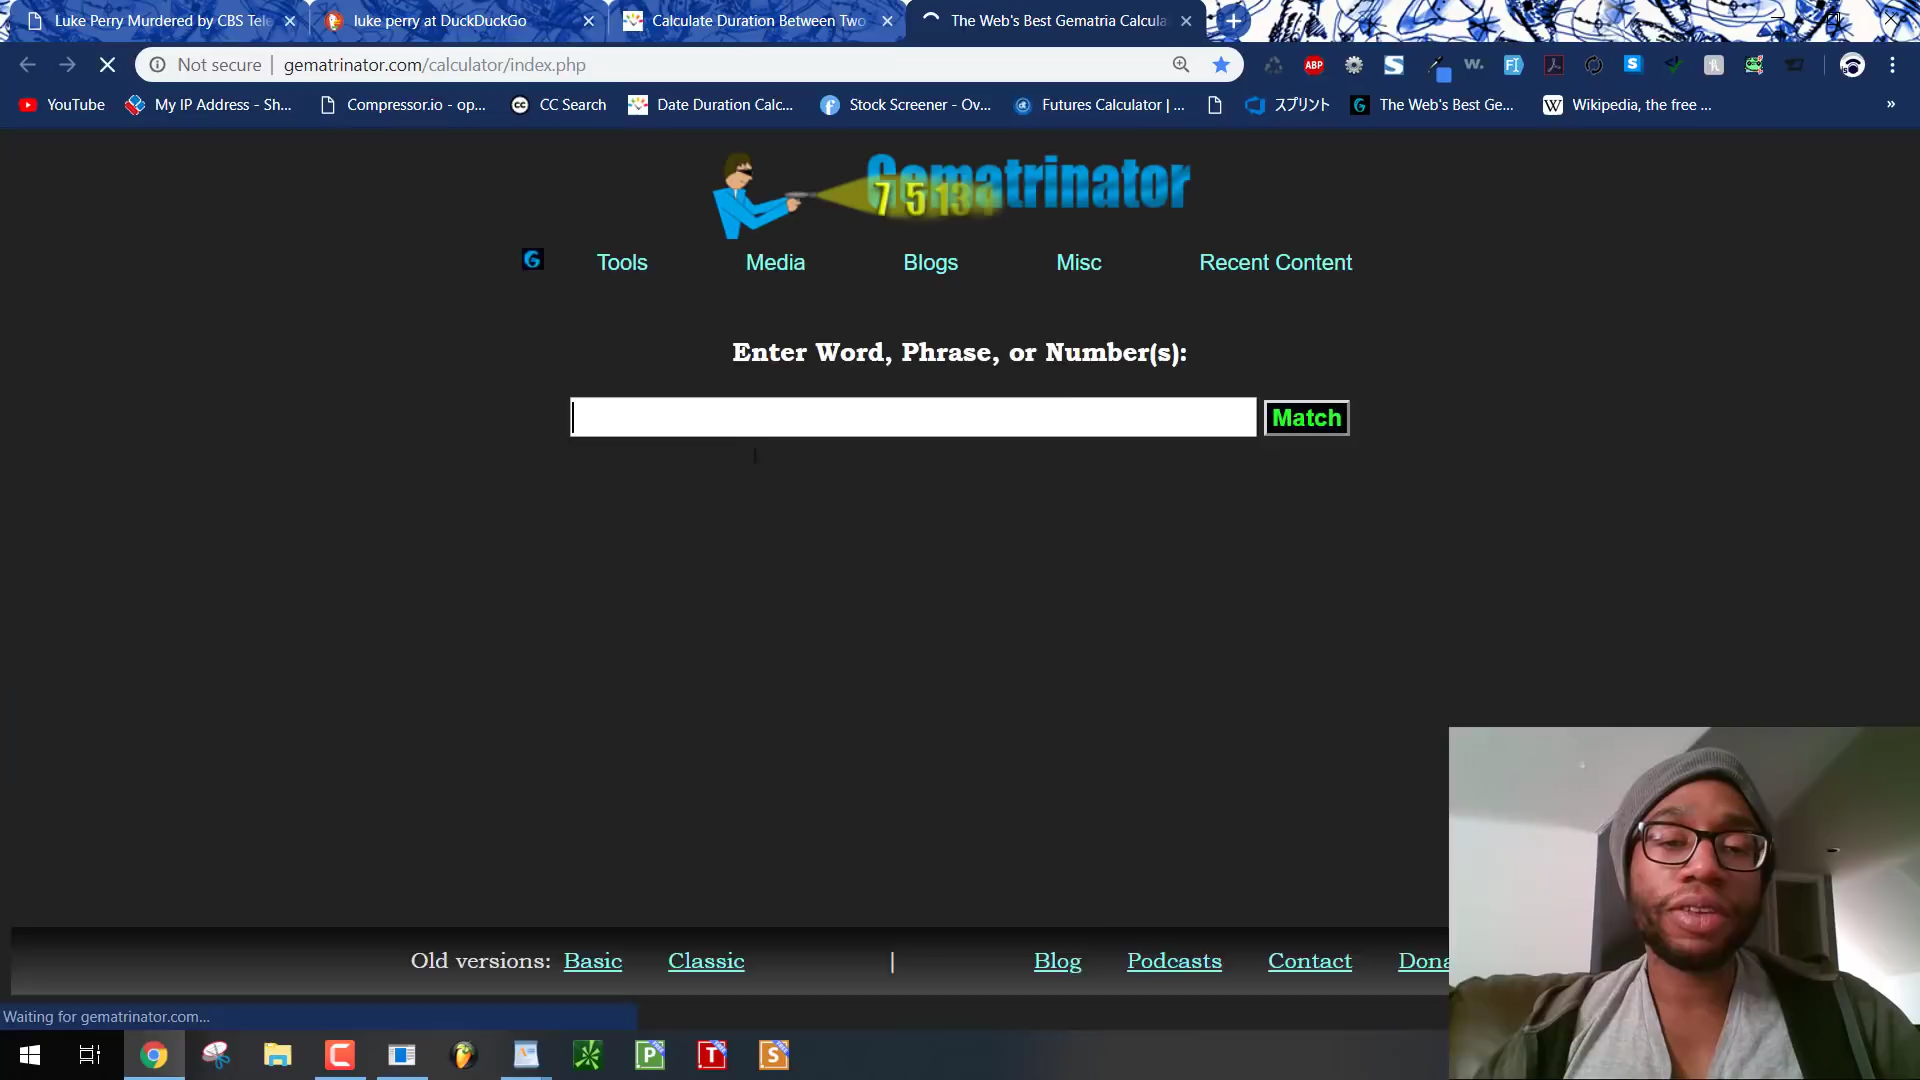 Luke Perry Murdered by CBS Tele
luke perry at DuckDuckGo
Calculate Duration Between Two
The Web's Best Gematria Calcula
Not secure | gematrinator.com/calculator/index.php
YouTube
My IP Address - Sh...
Compressor.io - op...
CC Search
Date Duration Calc...
Stock Screener - Ov...
Futures Calculator | ...
スプリント
The Web's Best Ge...
Wikipedia, the free ...
»
Gematrinator
7 5 13 4
G
Tools
Media
Blogs
Misc
Recent Content
Enter Word, Phrase, or Number(s):
Match
Old versions: Basic Classic | Blog Podcasts Contact Dona
Waiting for gematrinator.com...